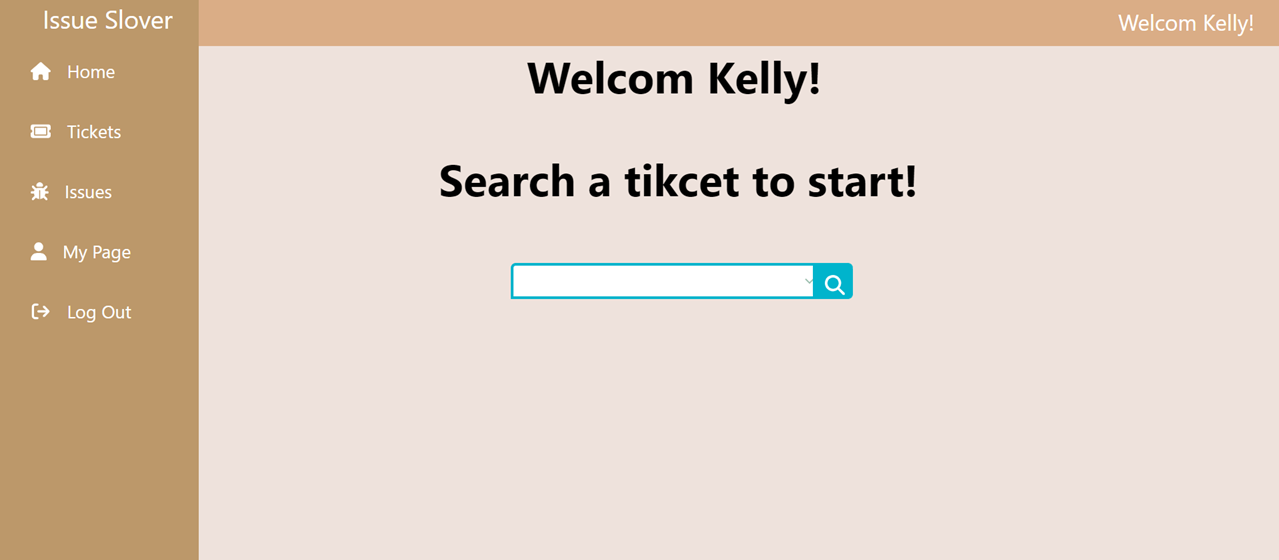 Issue Slover
Welcom Kelly!
Home
Tickets
Issues
My Page
Log Out
Welcom Kelly!
Search a tikcet to start!